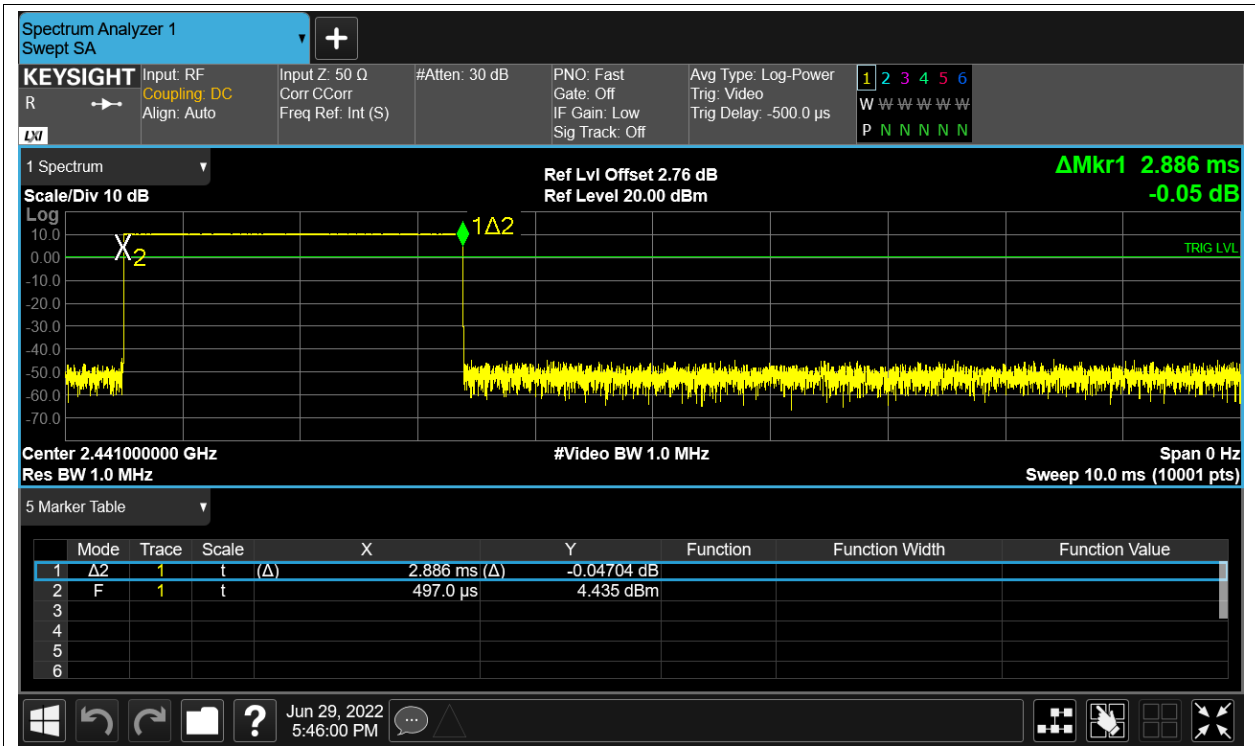 Spectrum Analyzer 1
Swept SA
KEYSIGHT Input: RF Input Z: 50 Ω #Atten: 30 dB PNO: Fast Avg Type: Log-Power 1 2 3 4 5 6
R Coupling: DC Corr CCorr Gate: Off Trig: Video W W W W W W
Align: Auto Freq Ref: Int (S) IF Gain: Low Trig Delay: -500.0 µs
LXI Sig Track: Off P N N N N N
1 Spectrum
Ref Lvl Offset 2.76 dB ΔMkr1 2.886 ms
Scale/Div 10 dB Ref Level 20.00 dBm -0.05 dB
Log
1Δ2
10.0
X2
TRIG LVL
0.00
-10.0
-20.0
-30.0
-40.0
-50.0
-60.0
-70.0
Center 2.441000000 GHz #Video BW 1.0 MHz Span 0 Hz
Res BW 1.0 MHz Sweep 10.0 ms (10001 pts)
5 Marker Table
Mode Trace Scale X Y Function Function Width Function Value
1 Δ2 1 t (Δ) 2.886 ms (Δ) -0.04704 dB
2 F 1 t 497.0 µs 4.435 dBm
3
4
5
6
Jun 29, 2022
5:46:00 PM